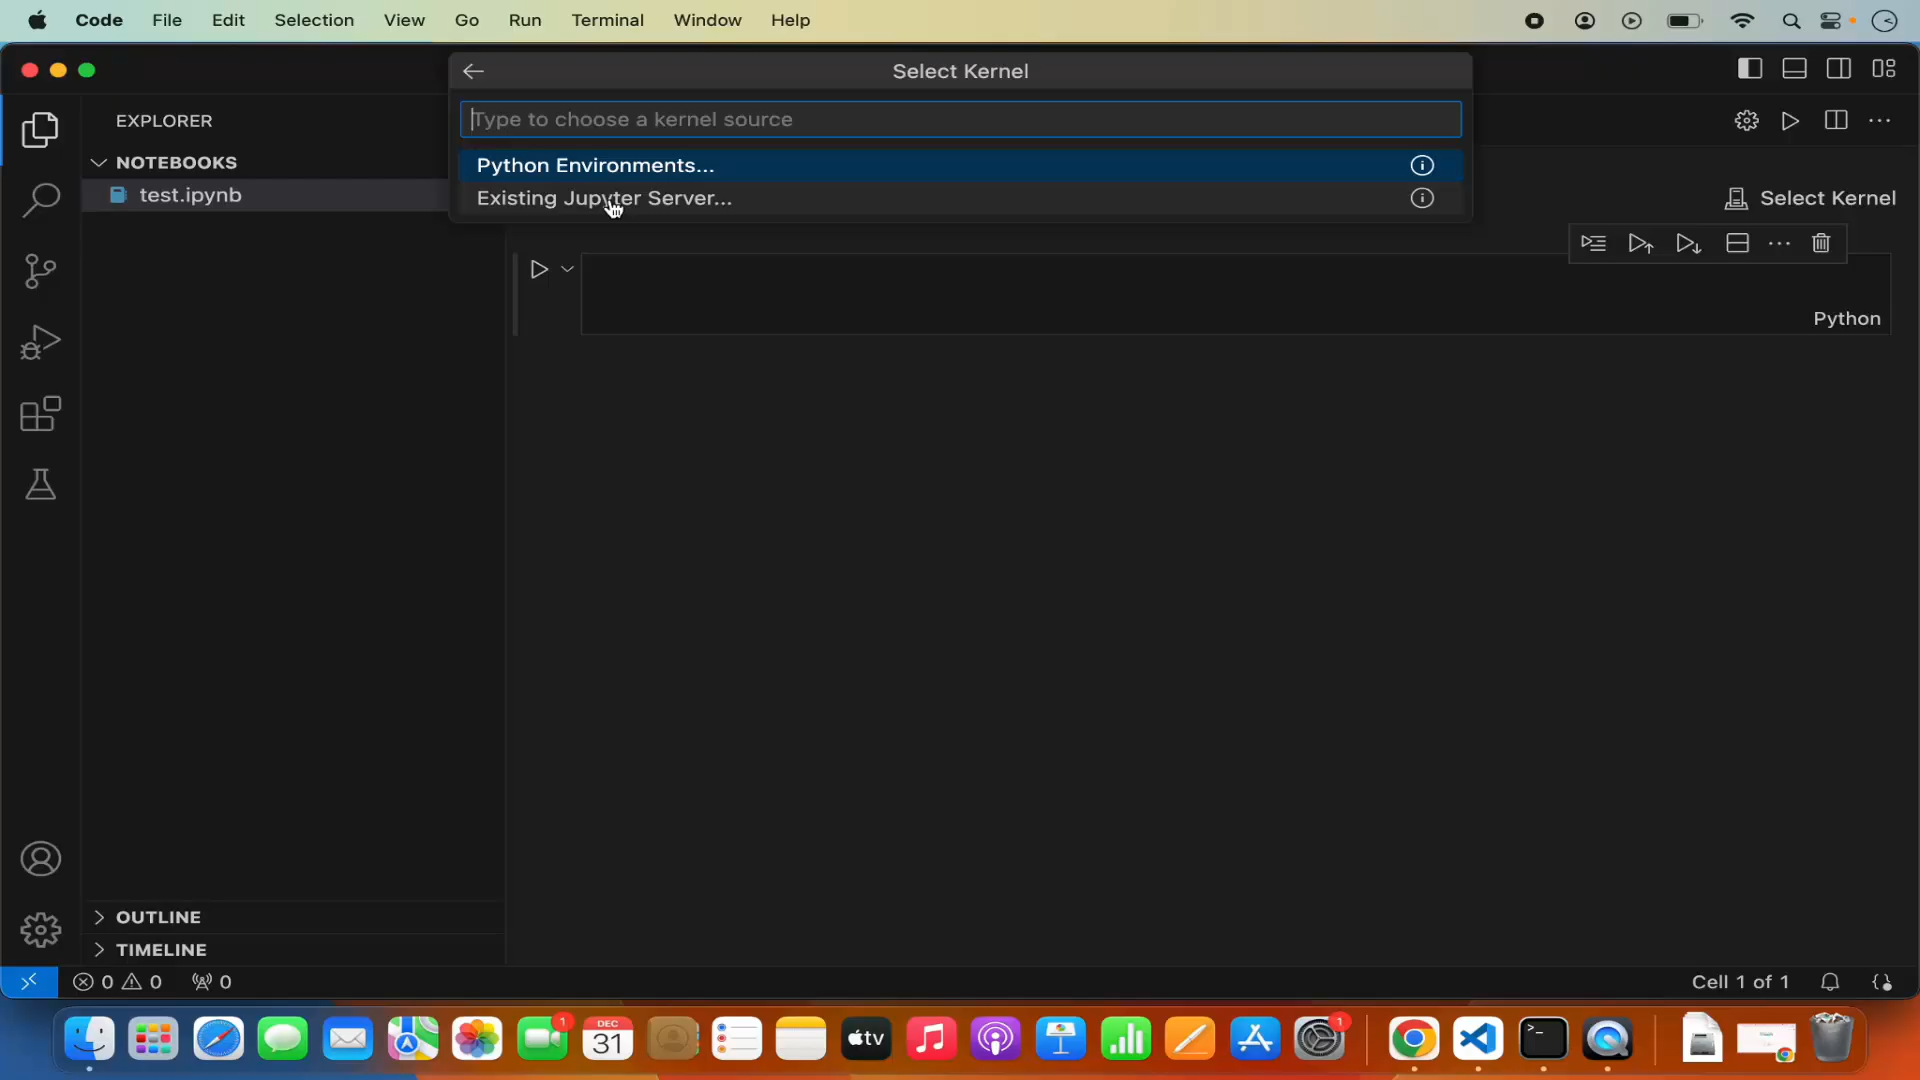 Code File Edit Selection View Go Run Terminal Window Help
Select Kernel
Type to choose a kernel source
EXPLORER
Python Environments...
NOTEBOOKS
test.ipynb
Existing Jupyter Server...
Select Kernel
Python
OUTLINE
TIMELINE
0 0 0
Cell 1 of 1
1
DEC
31
tv
1